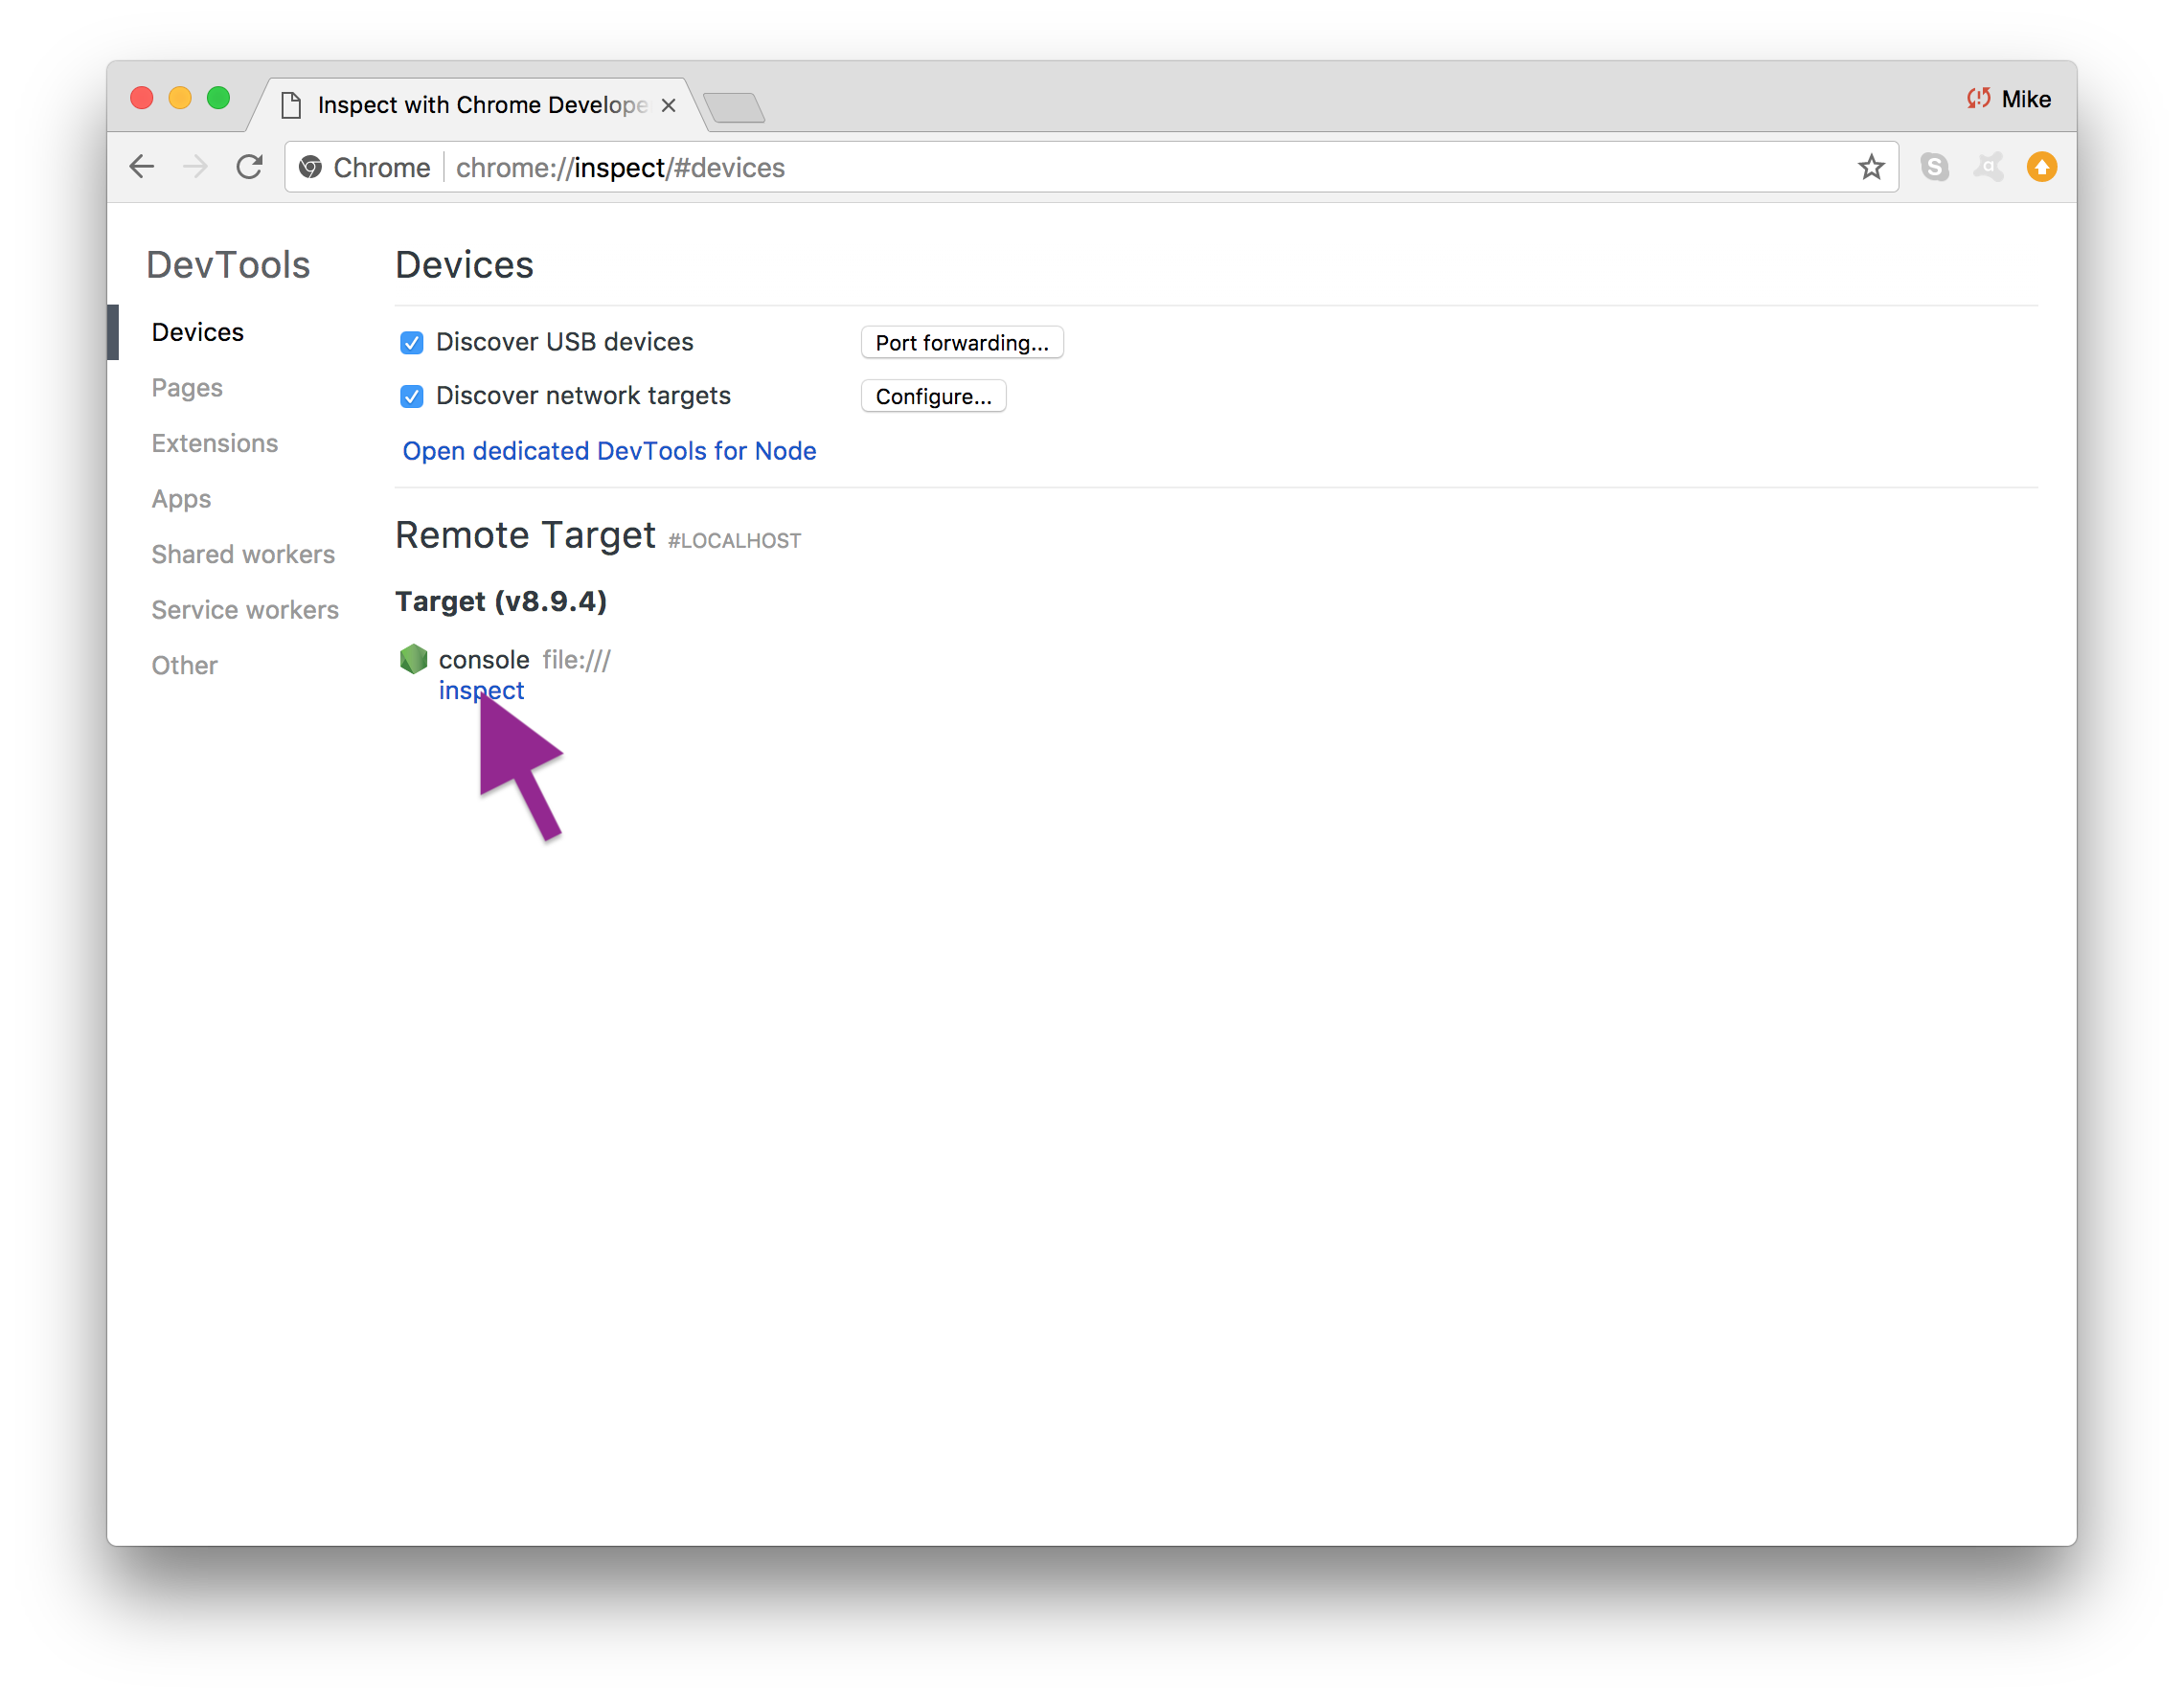 Inspect with Chrome Develope
Mike
Chrome
chrome://inspect/#devices
DevTools
Devices
Pages
Extensions
Apps
Shared workers
Service workers
Other
Devices
Discover USB devices
Port forwarding...
Discover network targets
Configure...
Open dedicated DevTools for Node
Remote Target #LOCALHOST
Target (v8.9.4)
console file:///
inspect